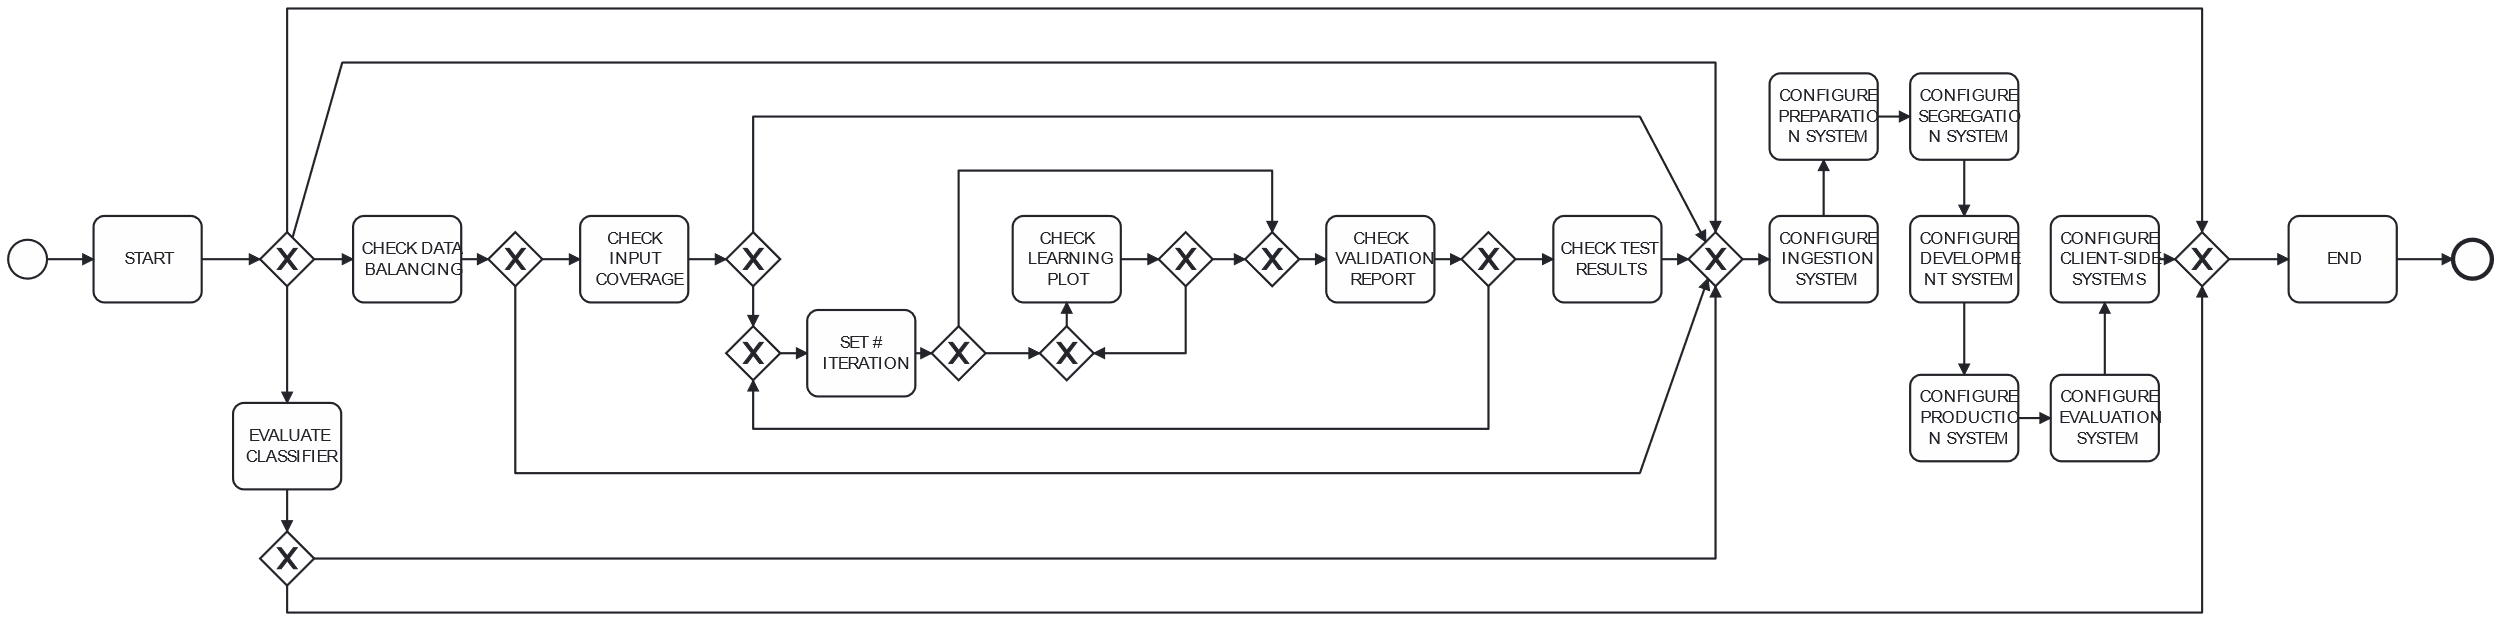 START
CHECK DATA
BALANCING
CHECK
INPUT
COVERAGE
EVALUATE
CLASSIFIER
SET #
ITERATION
CHECK
LEARNING
PLOT
CHECK
VALIDATION
REPORT
CHECK TEST
RESULTS
CONFIGURE
INGESTION
SYSTEM
CONFIGURE
PREPARATIO
N SYSTEM
CONFIGURE
SEGREGATIO
N SYSTEM
CONFIGURE
DEVELOPME
NT SYSTEM
CONFIGURE
PRODUCTIO
N SYSTEM
CONFIGURE
EVALUATION
SYSTEM
CONFIGURE
CLIENT-SIDE
SYSTEMS
END